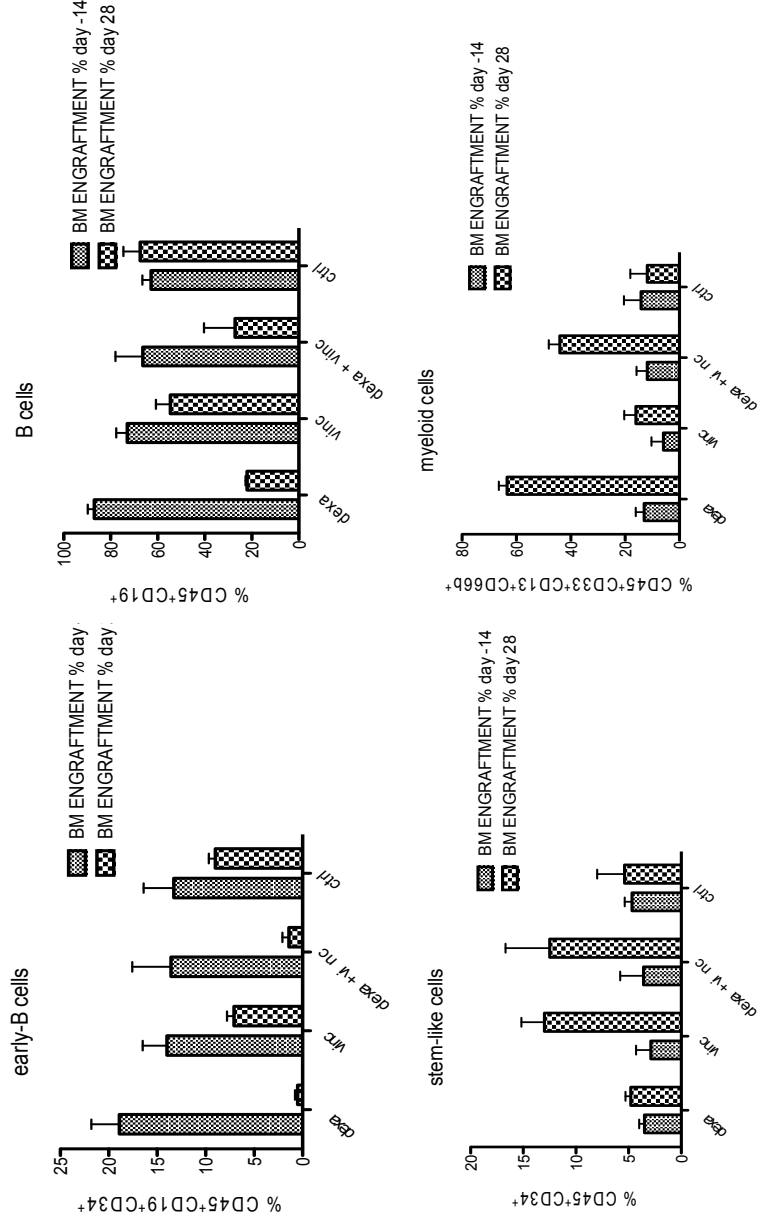 early-B cells
BM ENGRAFTMENT % day
BM ENGRAFTMENT % day
% CD45+CD19+CD34+
25
20
15
10
5
0
dexa
vinc
dexa + vi nc
ctrl
B cells
BM ENGRAFTMENT % day -14
BM ENGRAFTMENT % day 28
% CD45+CD19+
100
80
60
40
20
0
dexa
vinc
dexa + vinc
ctrl
stem-like cells
BM ENGRAFTMENT % day -14
BM ENGRAFTMENT % day 28
% CD45+CD34+
20
15
10
5
0
dexa
vinc
dexa + vi nc
ctrl
myeloid cells
BM ENGRAFTMENT % day -14
BM ENGRAFTMENT % day 28
% CD45+CD33+CD13+CD66b+
80
60
40
20
0
dexa
vinc
dexa + vi nc
ctrl